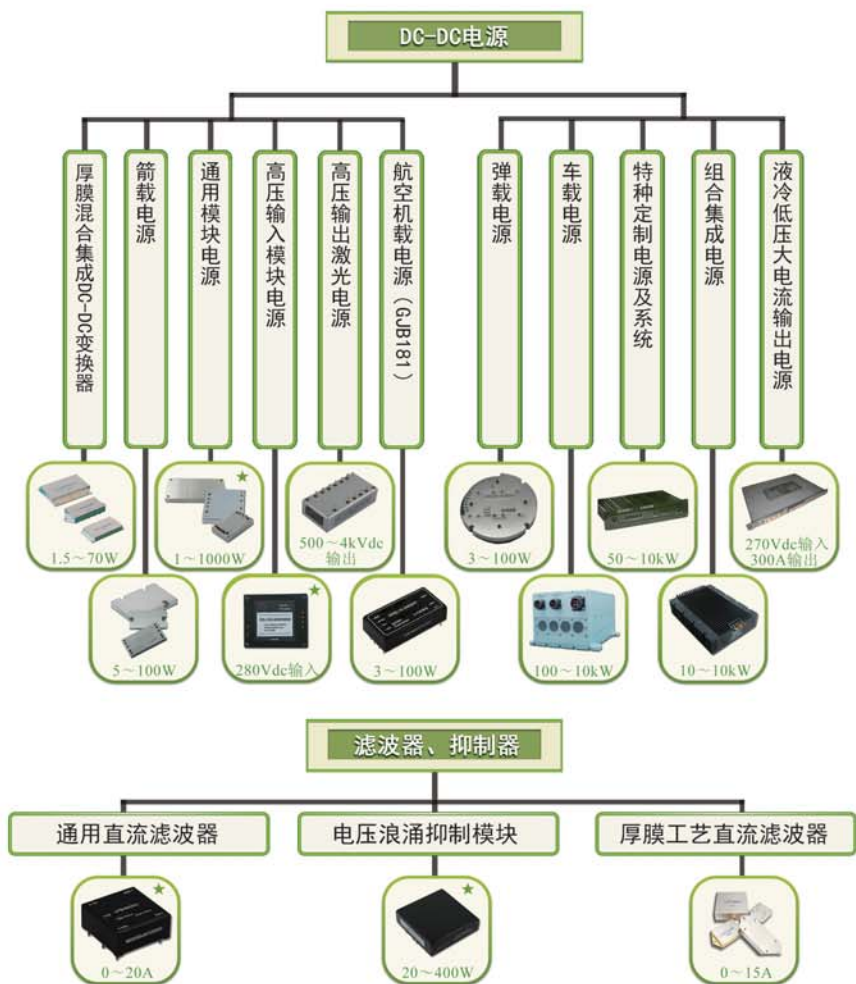 DC-DC电源
厚膜混合集成DC-DC变换器
箭载电源
通用模块电源
高压输入模块电源
高压输出激光电源
航空机载电源（GJB181）
弹载电源
车载电源
特种定制电源及系统
组合集成电源
液冷低压大电流输出电源
1.5～70W
1～1000W
500～4kVdc
输出
3～100W
50～10kW
270Vdc输入
300A输出
5～100W
280Vdc输入
3～100W
100～10kW
10～10kW
滤波器、抑制器
通用直流滤波器
电压浪涌抑制模块
厚膜工艺直流滤波器
0～20A
20～400W
0～15A